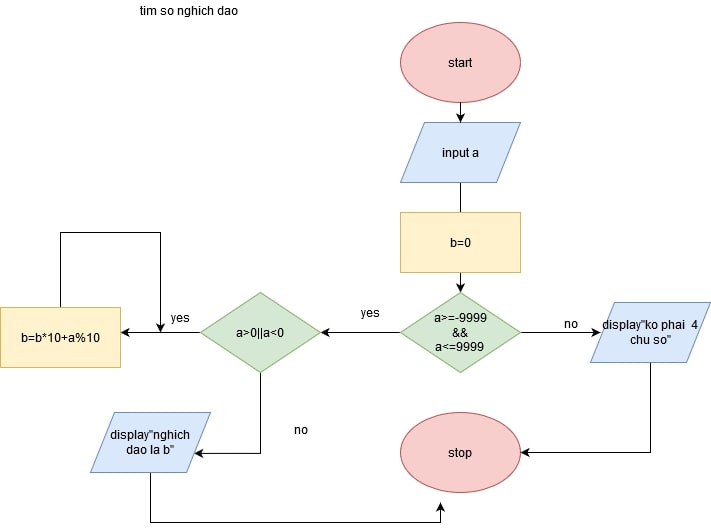 tim so nghich dao
start
input a
b=0
a>=-9999
&&
a<=9999
yes
no
display"ko phai  4
chu so"
a>0||a<0
yes
b=b*10+a%10
no
display"nghich
dao la b"
stop